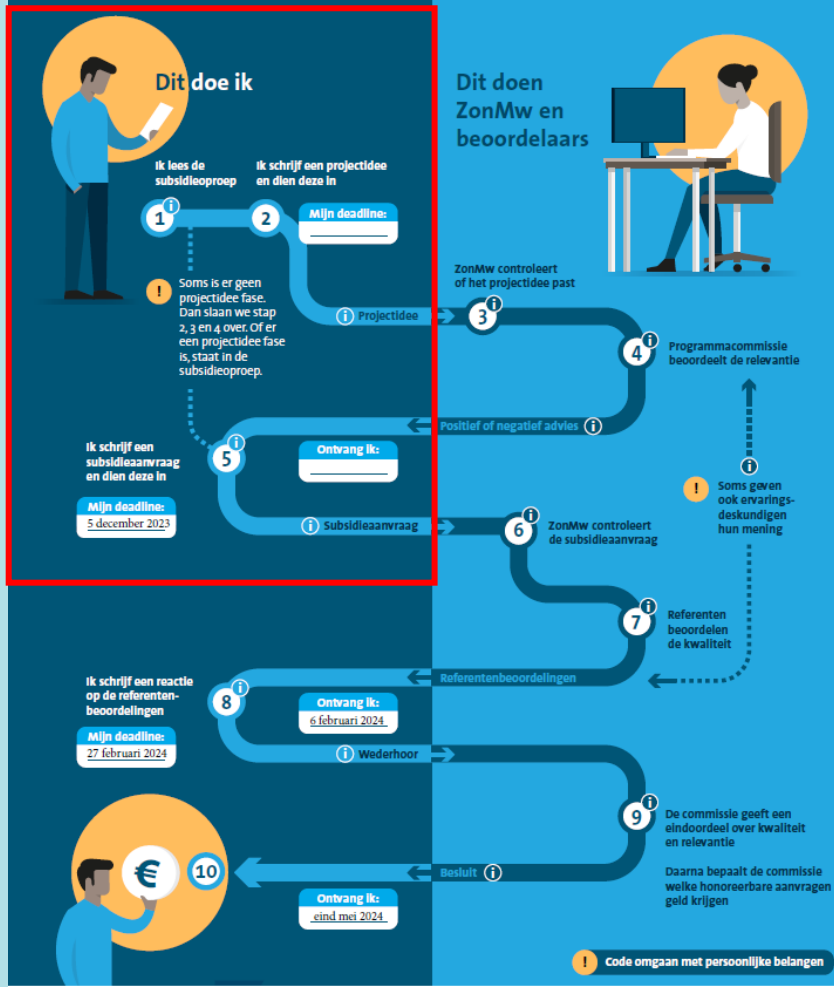 Dit doe ik
Dit doen
ZonMw en
beoordelaars
Ik lees de
subsidieoproep
1
i
Ik schrijf een projectidee
en dien deze in
2
Mijn deadline:
!
Soms is er geen
projectidee fase.
Dan slaan we stap
2, 3 en 4 over. Of er
een projectidee fase
is, staat in de
subsidieoproep.
i Projectidee
ZonMw controleert
of het projectidee past
3
i
4
i
Programmacommissie
beoordeelt de relevantie
Positief of negatief advies i
Ontvang ik:
Ik schrijf een
subsidieaanvraag
en dien deze in
5
i
Mijn deadline:
5 december 2023
i Subsidieaanvraag
6
i
ZonMw controleert
de subsidieaanvraag
i
!
Soms geven
ook ervarings-
deskundigen
hun mening
7
i
Referenten
beoordelen
de kwaliteit
Referentenbeoordelingen
Ontvang ik:
6 februari 2024
Ik schrijf een reactie
op de referenten-
beoordelingen
8
i
Mijn deadline:
27 februari 2024
i Wederhoor
9
i
De commissie geeft een
eindoordeel over kwaliteit
en relevantie
Daarna bepaalt de commissie
welke honoreerbare aanvragen
geld krijgen
Besluit i
€
10
Ontvang ik:
eind mei 2024
! Code omgaan met persoonlijke belangen